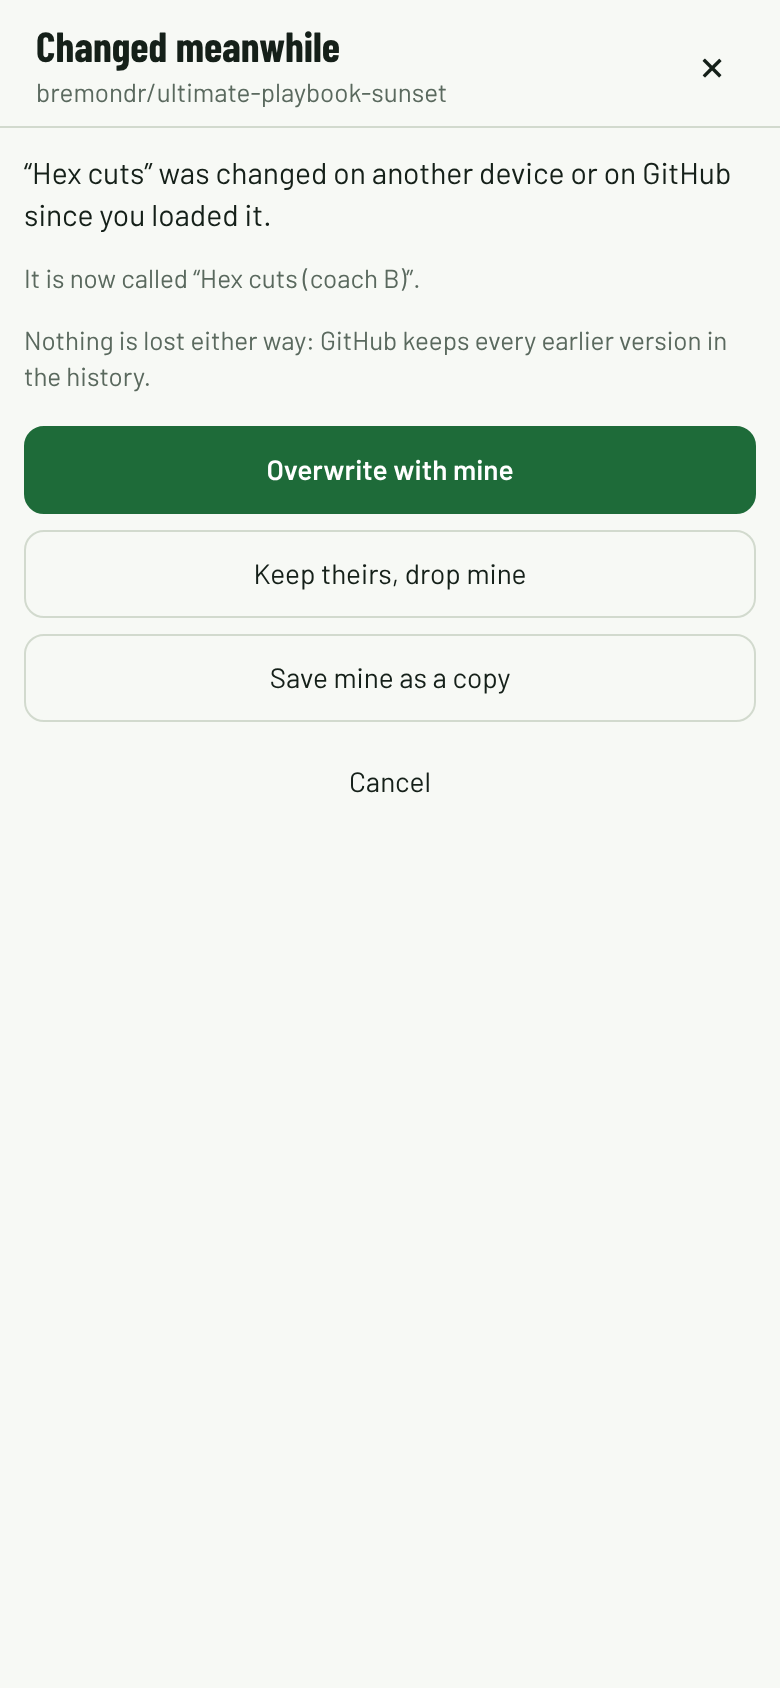 Changed meanwhile
bremondr/ultimate-playbook-sunset
“Hex cuts” was changed on another device or on GitHub
since you loaded it.
It is now called “Hex cuts (coach B)”.
Nothing is lost either way: GitHub keeps every earlier version in
the history.
Overwrite with mine
Keep theirs, drop mine
Save mine as a copy
Cancel